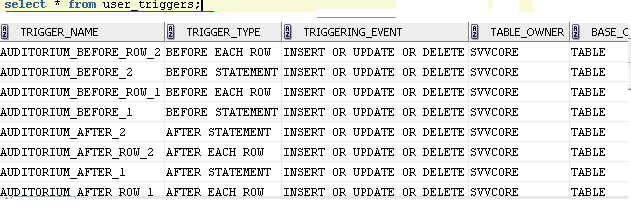 select * from user_triggers;
TRIGGER_NAME TRIGGER_TYPE TRIGGERING_EVENT TABLE_OWNER BASE_O
AUDITORIUM_BEFORE_ROW_2 BEFORE EACH ROW INSERT OR UPDATE OR DELETE SVVCORE TABLE
AUDITORIUM_BEFORE_2 BEFORE STATEMENT INSERT OR UPDATE OR DELETE SVVCORE TABLE
AUDITORIUM_BEFORE_ROW_1 BEFORE EACH ROW INSERT OR UPDATE OR DELETE SVVCORE TABLE
AUDITORIUM_BEFORE_1 BEFORE STATEMENT INSERT OR UPDATE OR DELETE SVVCORE TABLE
AUDITORIUM_AFTER_2 AFTER STATEMENT INSERT OR UPDATE OR DELETE SVVCORE TABLE
AUDITORIUM_AFTER_ROW_2 AFTER EACH ROW INSERT OR UPDATE OR DELETE SVVCORE TABLE
AUDITORIUM_AFTER_1 AFTER STATEMENT INSERT OR UPDATE OR DELETE SVVCORE TABLE
AUDITORIUM_AFTER_ROW_1 AFTER EACH ROW INSERT OR UPDATE OR DELETE SVVCORE TABLE